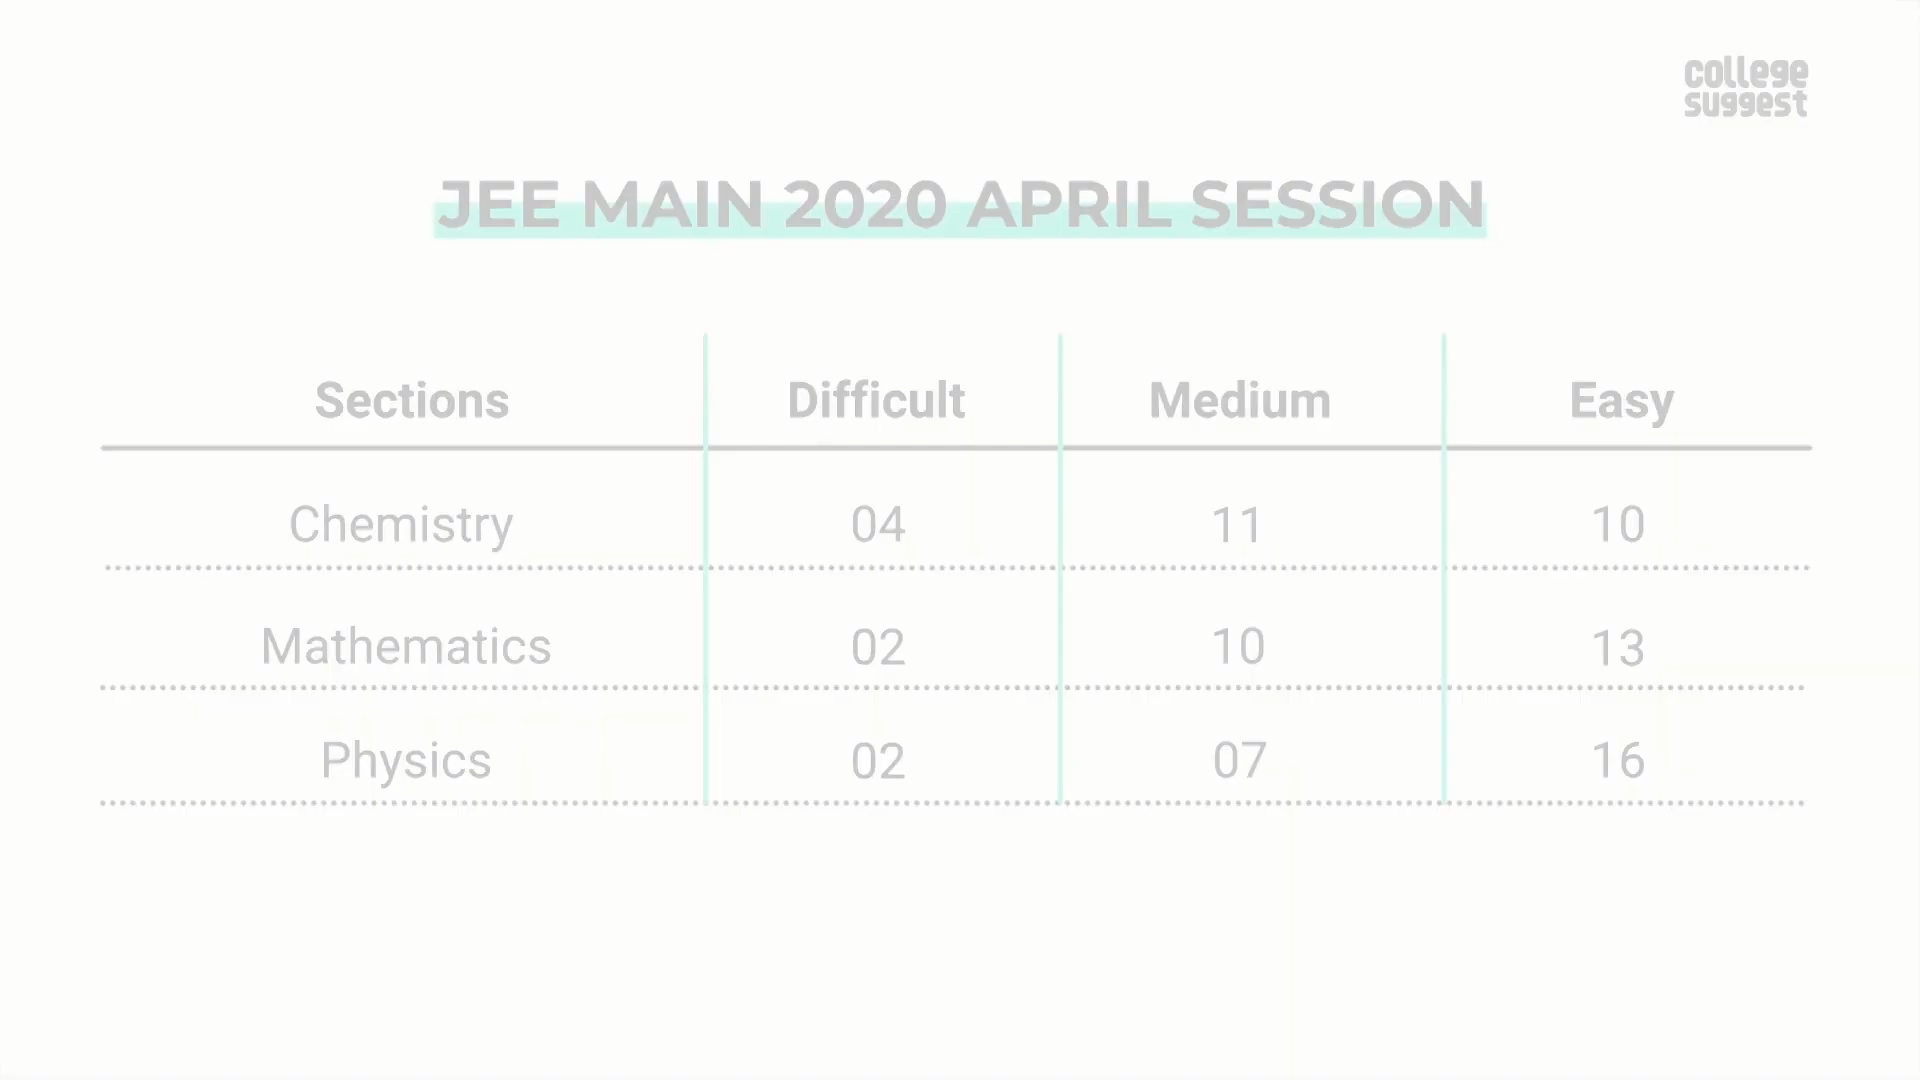 college
suggest
JEE MAIN 2020 APRIL SESSION
Sections Difficult Medium Easy
Chemistry 04 11 10
Mathematics 02 10 13
Physics 02 07 16